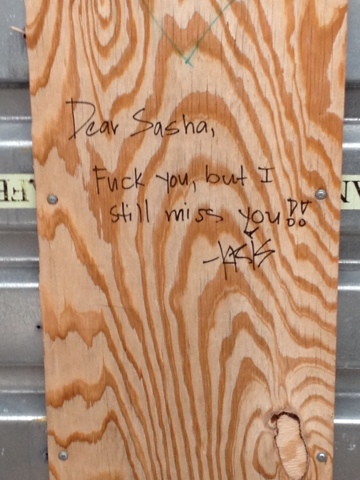 Dear Sasha,
Fuck you, but I
still miss you!!